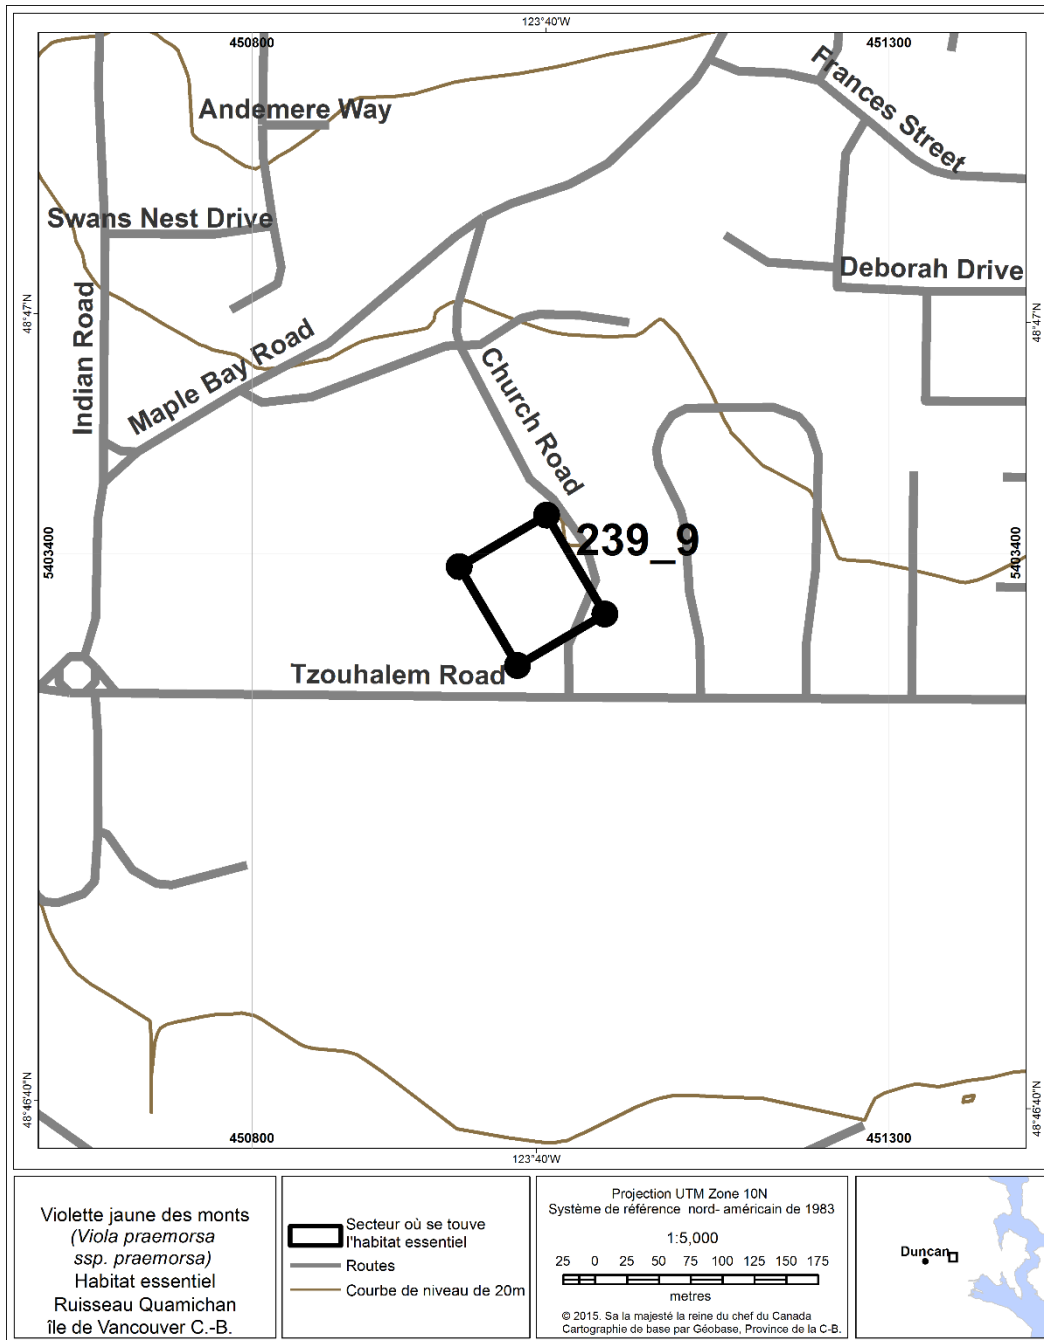 123°40'W
450800
451300
Frances Street
Andemere Way
Swans Nest Drive
Deborah Drive
48°47'N
48°47'N
Indian Road
Maple Bay Road
Church Road
239_9
5403400
5403400
Tzouhalem Road
48°46'40"N
48°46'40"N
450800
451300
123°40'W
Violette jaune des monts
(Viola praemorsa
ssp. praemorsa)
Habitat essentiel
Ruisseau Quamichan
île de Vancouver C.-B.
Secteur où se touve
l'habitat essentiel
Routes
Courbe de niveau de 20m
Projection UTM Zone 10N
Système de référence nord- américain de 1983
1:5,000
25 0 25 50 75 100 125 150 175
metres
© 2015. Sa la majesté la reine du chef du Canada
Cartographie de base par Géobase, Province de la C-B.
Duncan